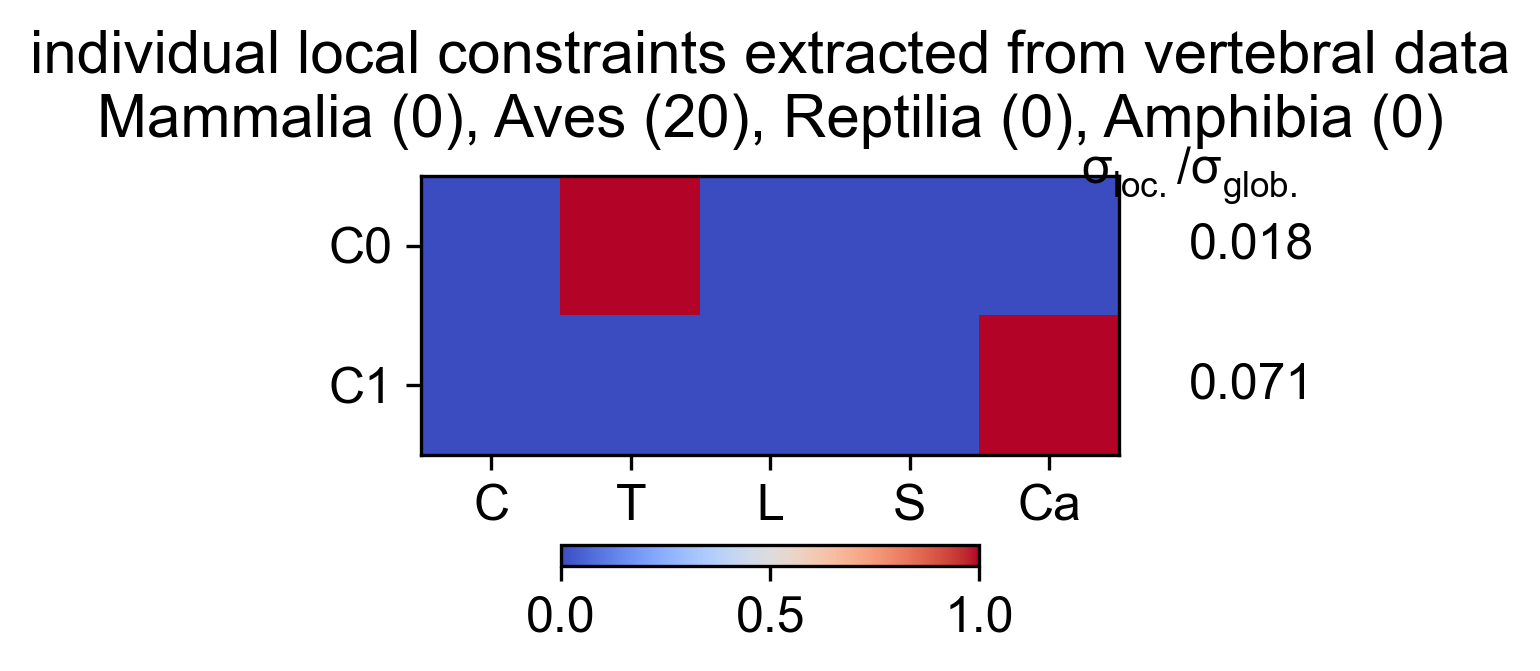 individual local constraints extracted from vertebral data
Mammalia (0), Aves (20), Reptilia (0), Amphibia (0)
σloc. /σglob.
C0 0.018
C1 0.071
C T L S Ca
0.0 0.5 1.0